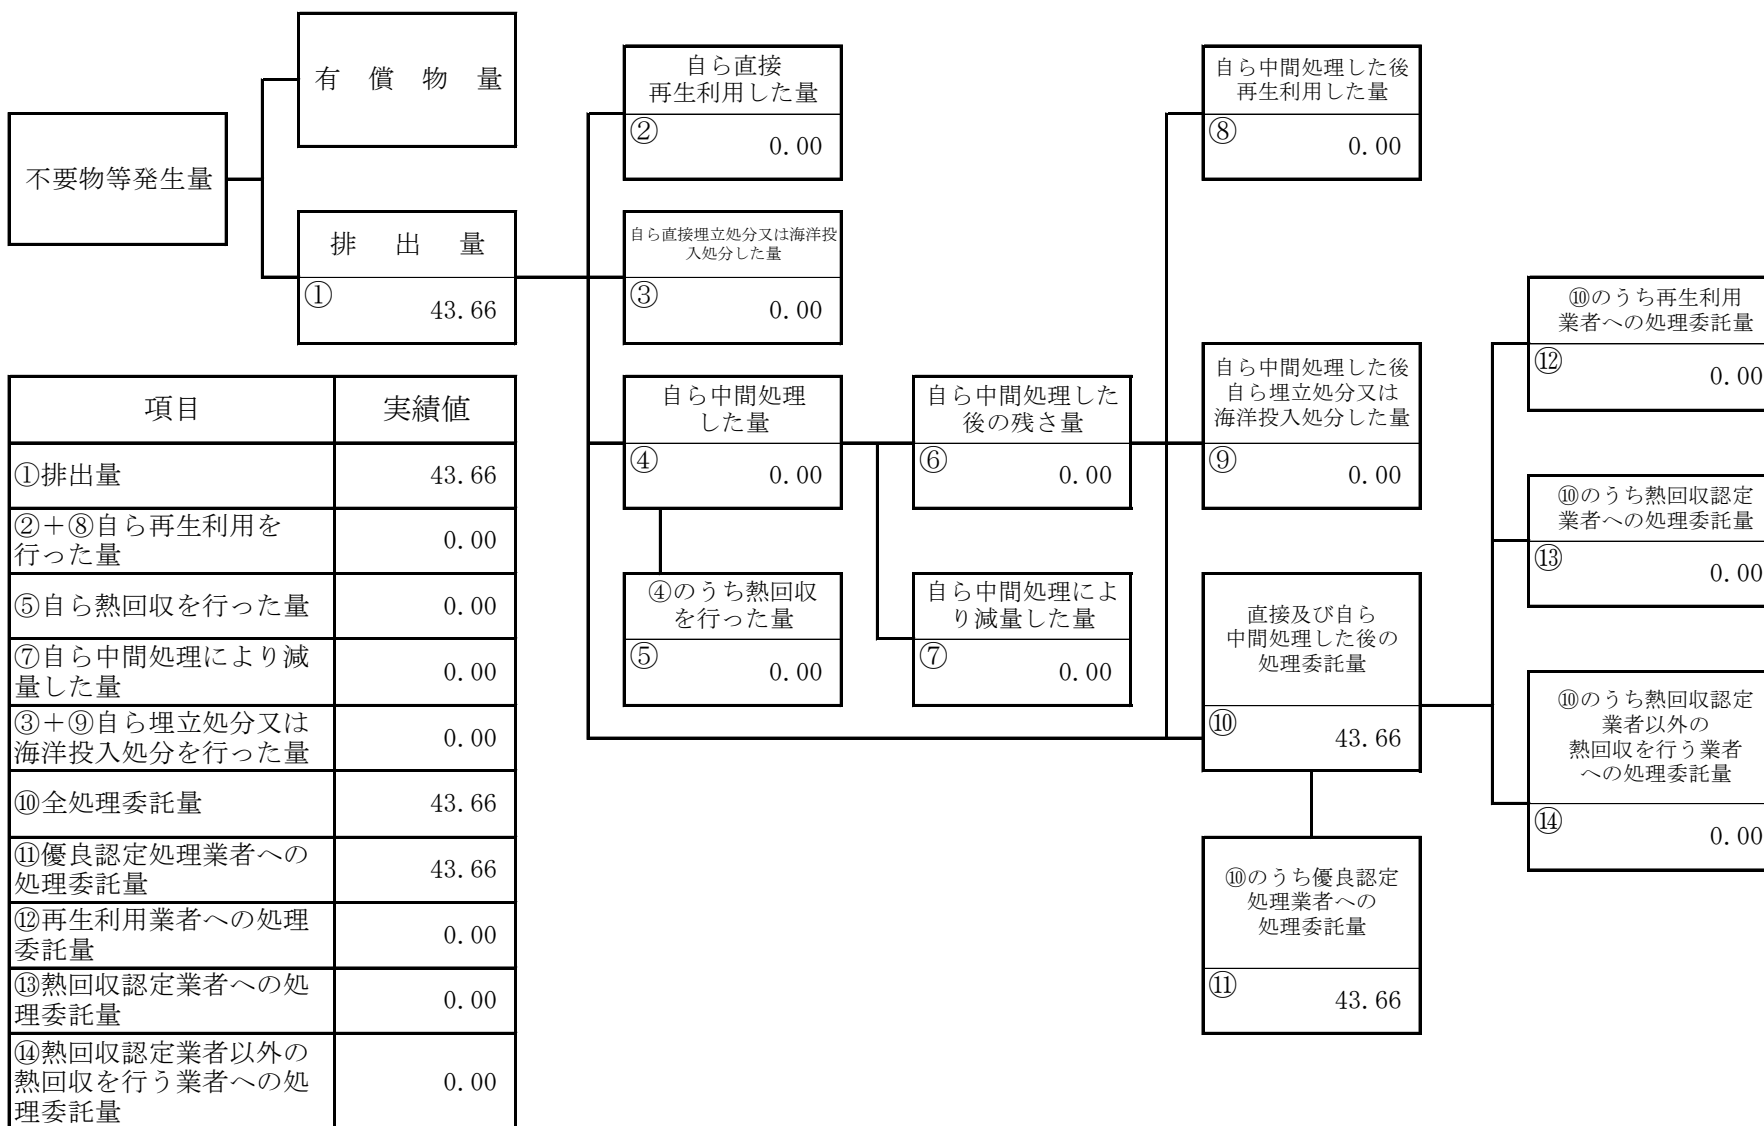 有　償　物　量
不要物等発生量
排　出　量
①
43.66
自ら直接
再生利用した量
②
0.00
自ら直接埋立処分又は海洋投
入処分した量
③
0.00
自ら中間処理
した量
④
0.00
④のうち熱回収
を行った量
⑤
0.00
自ら中間処理した
後の残さ量
⑥
0.00
自ら中間処理によ
り減量した量
⑦
0.00
自ら中間処理した後
再生利用した量
⑧
0.00
自ら中間処理した後
自ら埋立処分又は
海洋投入処分した量
⑨
0.00
直接及び自ら
中間処理した後の
処理委託量
⑩
43.66
⑩のうち優良認定
処理業者への
処理委託量
⑪
43.66
⑩のうち再生利用
業者への処理委託量
⑫
0.00
⑩のうち熱回収認定
業者への処理委託量
⑬
0.00
⑩のうち熱回収認定
業者以外の
熱回収を行う業者
への処理委託量
⑭
0.00
項目　実績値
①排出量　43.66
②＋⑧自ら再生利用を
行った量　0.00
⑤自ら熱回収を行った量　0.00
⑦自ら中間処理により減
量した量　0.00
③＋⑨自ら埋立処分又は
海洋投入処分を行った量　0.00
⑩全処理委託量　43.66
⑪優良認定処理業者への
処理委託量　43.66
⑫再生利用業者への処理
委託量　0.00
⑬熱回収認定業者への処
理委託量　0.00
⑭熱回収認定業者以外の
熱回収を行う業者への処
理委託量　0.00